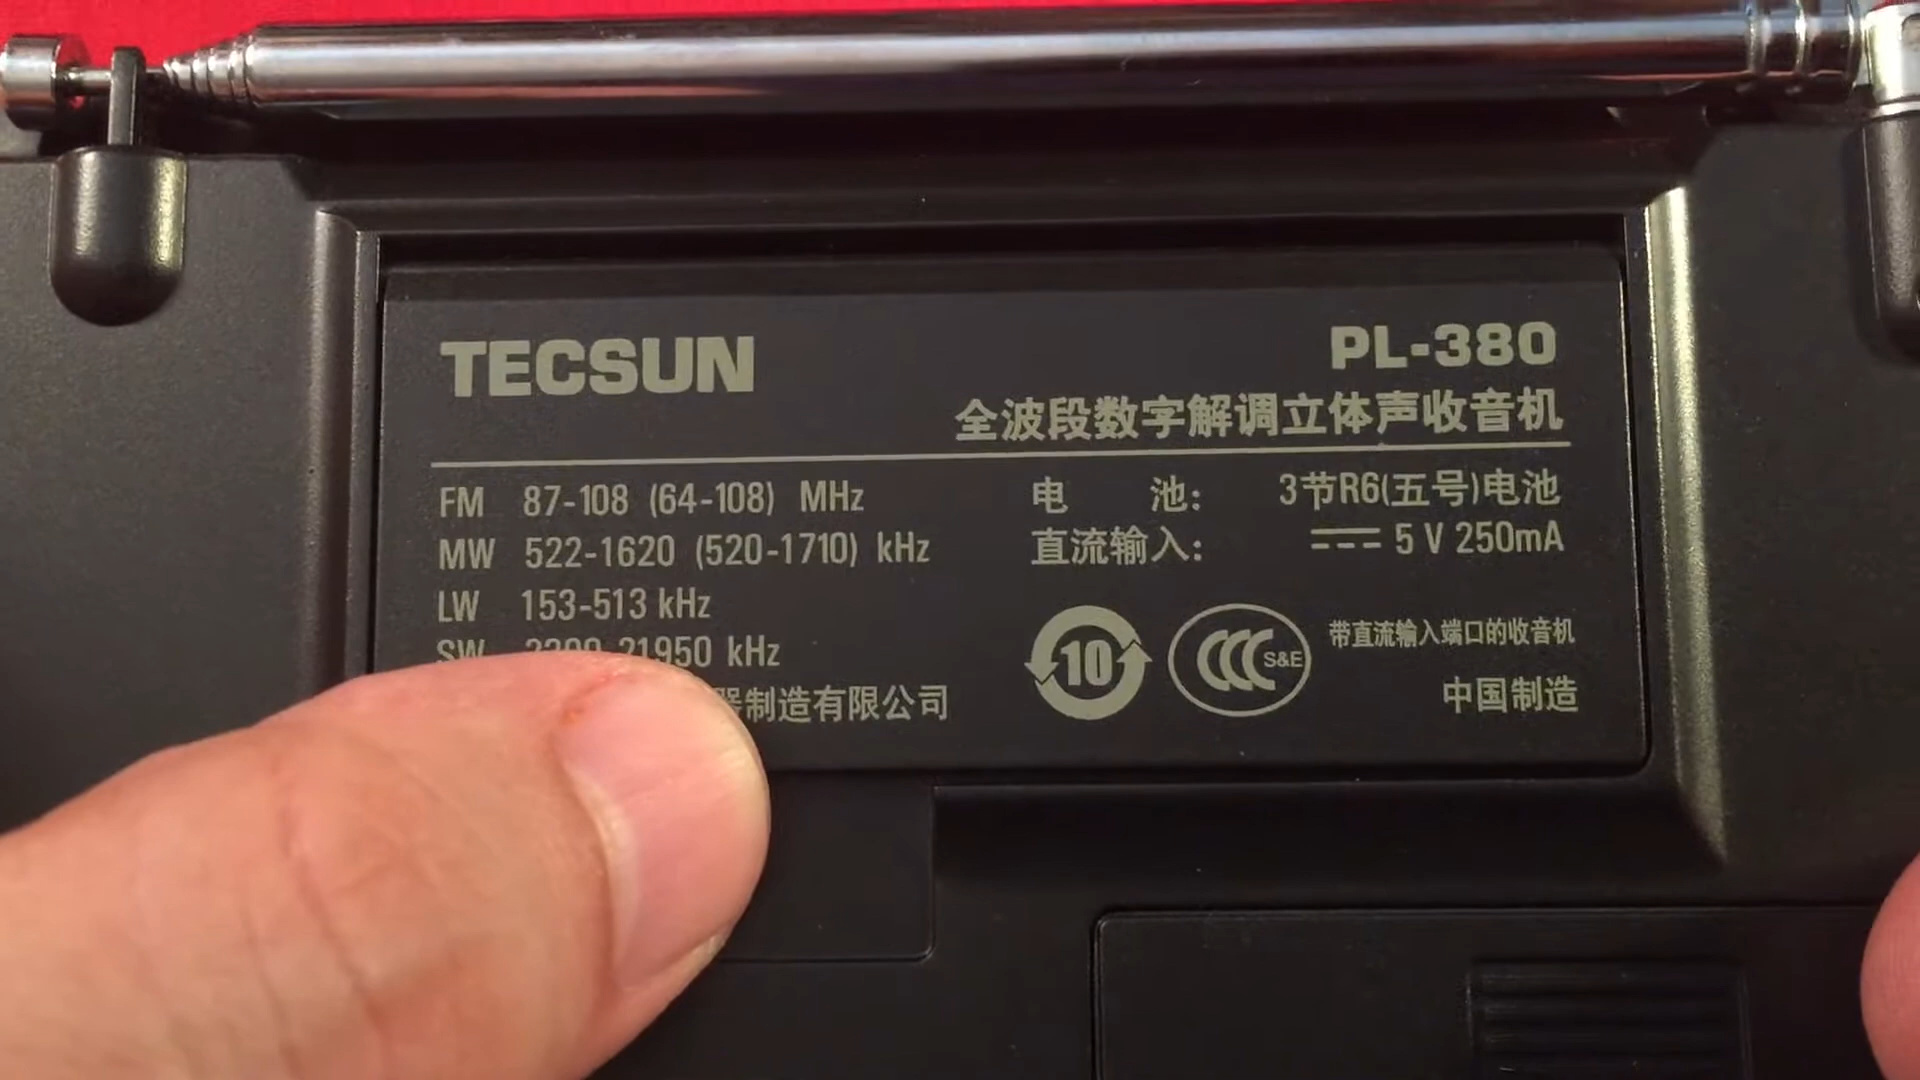 TECSUN
PL-380
全波段数字解调立体声收音机
FM 87-108 (64-108) MHz
MW 522-1620 (520-1710) kHz
LW 153-513 kHz
SW 21950 kHz
制造有限公司
电 池: 3节R6(五号)电池
直流输入: 5 V 250mA
10
CCC S&E
带直流输入端口的收音机
中国制造